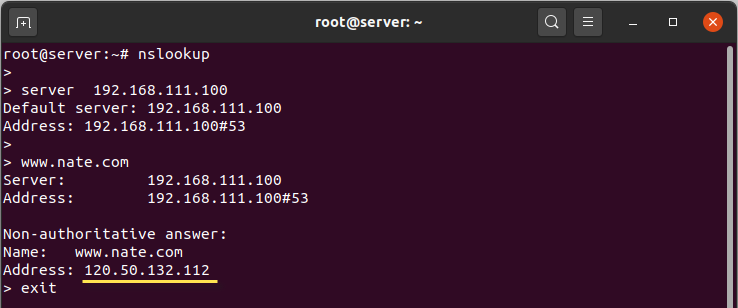 root@server: ~
root@server:~# nslookup
>
> server  192.168.111.100
Default server: 192.168.111.100
Address: 192.168.111.100#53
>
> www.nate.com
Server:         192.168.111.100
Address:        192.168.111.100#53
Non-authoritative answer:
Name:   www.nate.com
Address: 120.50.132.112
> exit